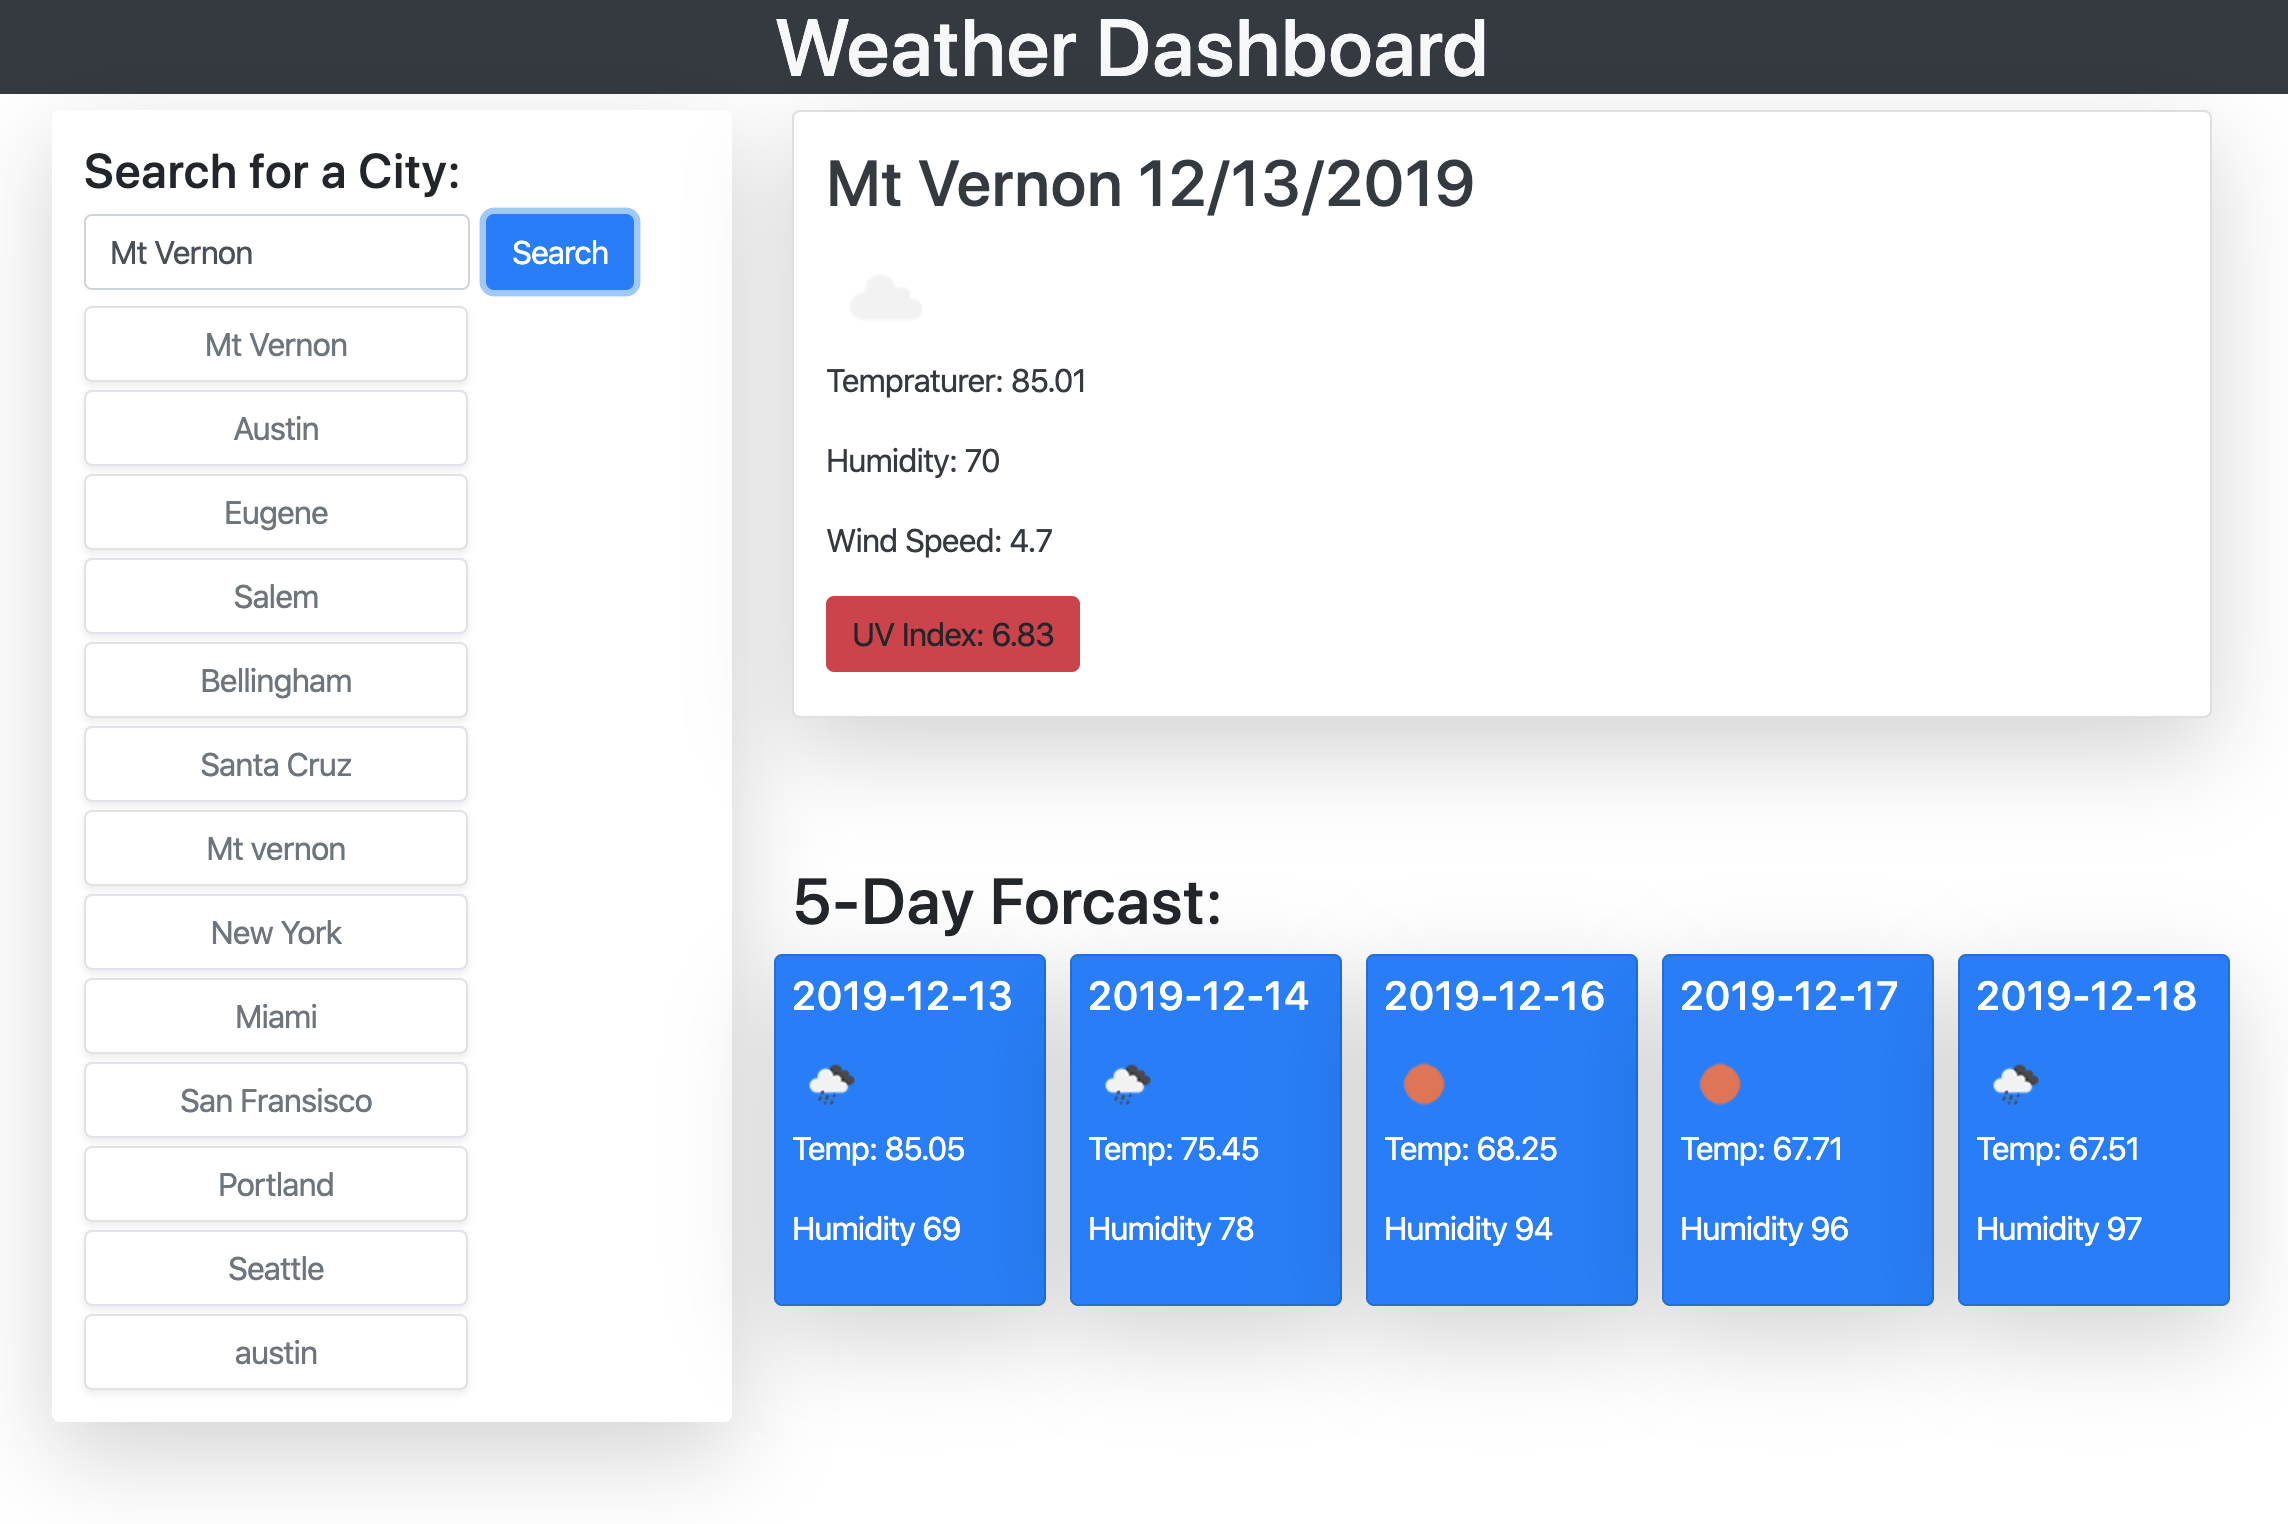 Weather Dashboard
Search for a City:
Mt Vernon
Search
Mt Vernon
Austin
Eugene
Salem
Bellingham
Santa Cruz
Mt vernon
New York
Miami
San Fransisco
Portland
Seattle
austin
Mt Vernon 12/13/2019
Tempraturer: 85.01
Humidity: 70
Wind Speed: 4.7
UV Index: 6.83
5-Day Forcast:
2019-12-13
Temp: 85.05
Humidity 69
2019-12-14
Temp: 75.45
Humidity 78
2019-12-16
Temp: 68.25
Humidity 94
2019-12-17
Temp: 67.71
Humidity 96
2019-12-18
Temp: 67.51
Humidity 97